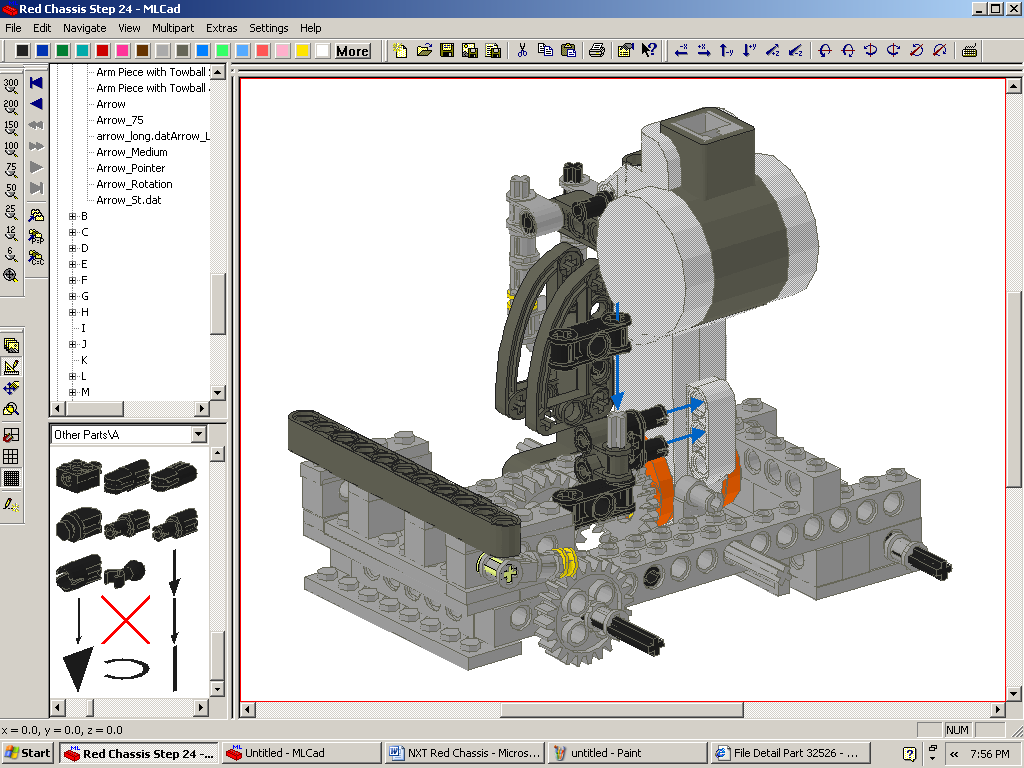 Red Chassis Step 24 - MLCad
File Edit Navigate View Multipart Extras Settings Help
More
300
200
150
100
75
50
25
12
6
Arm Piece with Towball
Arm Piece with Towball
Arrow
Arrow_75
arrow_long.datArrow_L
Arrow_Medium
Arrow_Pointer
Arrow_Rotation
Arrow_St.dat
B
C
D
E
F
G
H
I
J
K
L
M
Other Parts\A
x = 0.0, y = 0.0, z = 0.0
NUM
Start
Red Chassis Step 24 -...
Untitled - MLCad
NXT Red Chassis - Micros...
untitled - Paint
File Detail Part 32526 - ...
7:56 PM